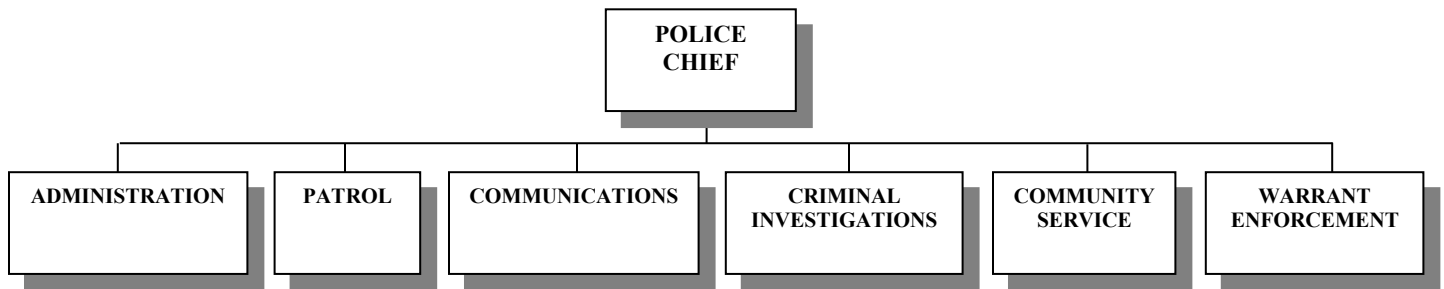 POLICE
CHIEF
ADMINISTRATION
PATROL
COMMUNICATIONS
CRIMINAL
INVESTIGATIONS
COMMUNITY
SERVICE
WARRANT
ENFORCEMENT